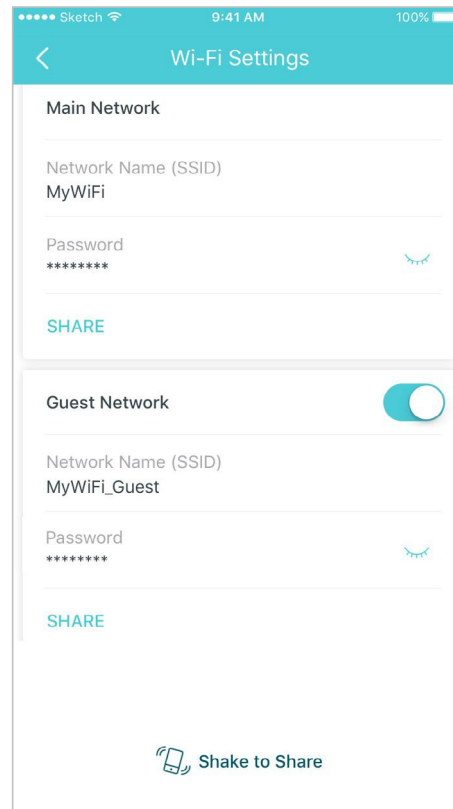 Sketch 9:41 AM 100%
Wi-Fi Settings
Main Network
Network Name (SSID)
MyWiFi
Password
********
SHARE
Guest Network
Network Name (SSID)
MyWiFi_Guest
Password
********
SHARE
Shake to Share